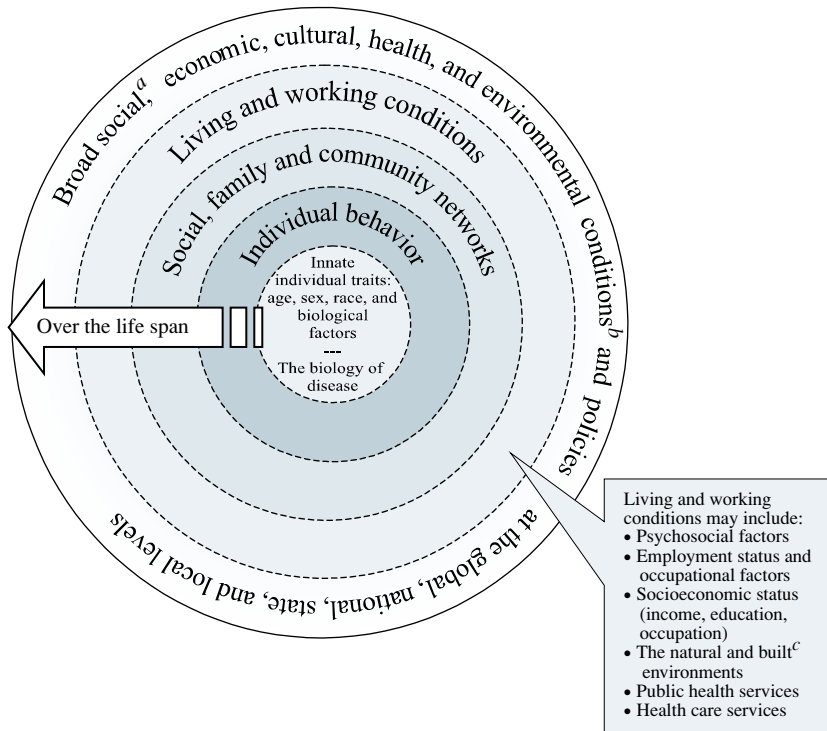 Broad social,a economic, cultural, health, and environmental conditionsb and policies
at the global, national, state, and local levels
Living and working conditions
Social, family and community networks
Individual behavior
Innate
individual traits:
age, sex, race, and
biological
factors
---
The biology of
disease
Over the life span
Living and working
conditions may include:
• Psychosocial factors
• Employment status and
occupational factors
• Socioeconomic status
(income, education,
occupation)
• The natural and builtc
environments
• Public health services
• Health care services